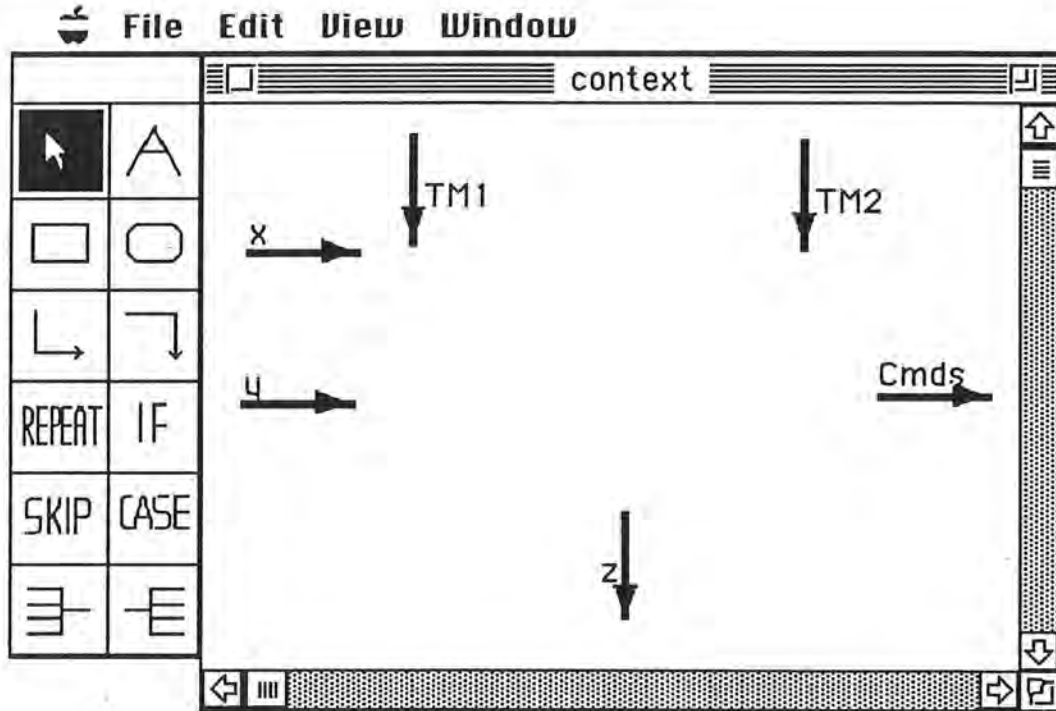 File Edit View Window
context
A
TM1
TM2
x
y
Cmds
REPEAT IF
SKIP CASE
z